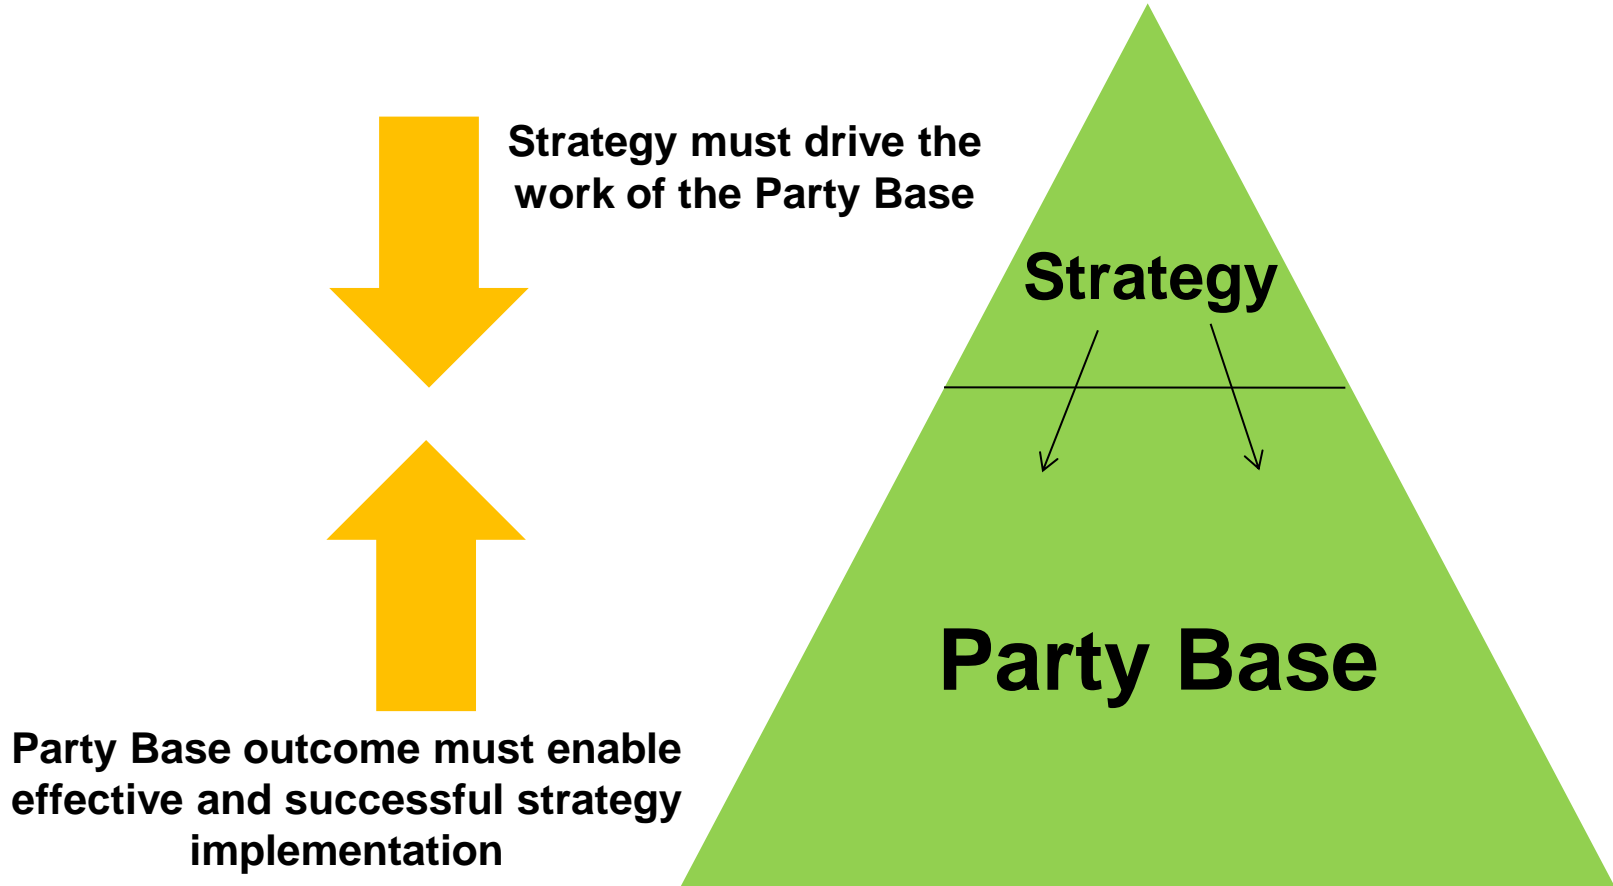 Strategy must drive the
work of the Party Base
Strategy
Party Base
Party Base outcome must enable
effective and successful strategy
implementation